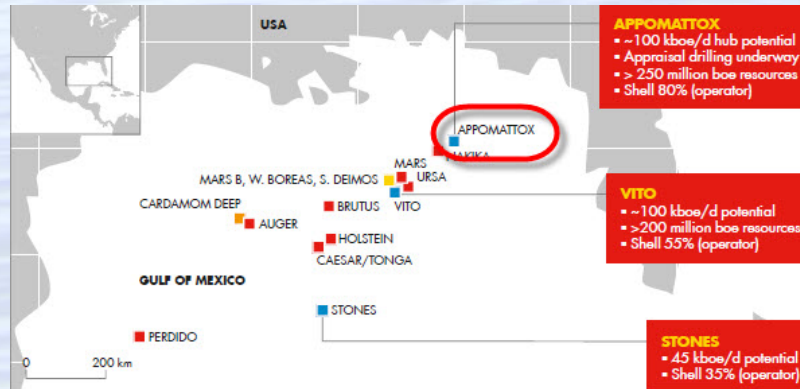 USA
APPOMATTOX
▪ ~100 kboe/d hub potential
▪ Appraisal drilling underway
▪ > 250 million boe resources
▪ Shell 80% (operator)
APPOMATTOX
NAKIKA
MARS
URSA
MARS B, W. BOREAS, S. DEIMOS
VITO
▪ ~100 kboe/d potential
▪ >200 million boe resources
▪ Shell 55% (operator)
CARDAMOM DEEP
BRUTUS
VITO
AUGER
HOLSTEIN
CAESAR/TONGA
GULF OF MEXICO
STONES
PERDIDO
STONES
▪ 45 kboe/d potential
▪ Shell 35% (operator)
0
200 km